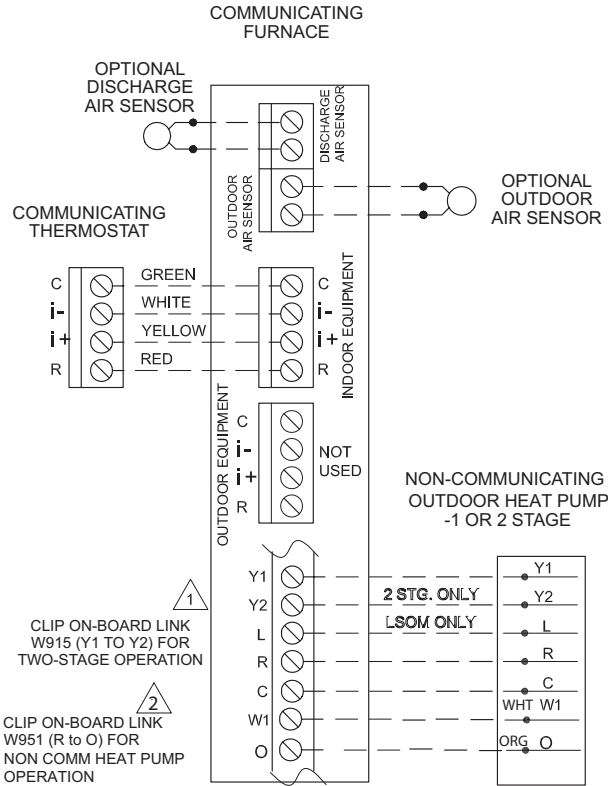 COMMUNICATING
FURNACE
OPTIONAL
DISCHARGE
AIR SENSOR
DISCHARGE
AIR SENSOR
OUTDOOR
AIR SENSOR
OPTIONAL
OUTDOOR
AIR SENSOR
COMMUNICATING
THERMOSTAT
C GREEN C
i- WHITE i-
i+ YELLOW i+
R RED R
INDOOR EQUIPMENT
OUTDOOR EQUIPMENT
C
i-
i+
R
NOT
USED
NON-COMMUNICATING
OUTDOOR HEAT PUMP
-1 OR 2 STAGE
Y1 Y1
Y2 2 STG. ONLY Y2
L LSOM ONLY L
R R
C C
W1 WHT W1
O ORG O
1
CLIP ON-BOARD LINK
W915 (Y1 TO Y2) FOR
TWO-STAGE OPERATION
2
CLIP ON-BOARD LINK
W951 (R to O) FOR
NON COMM HEAT PUMP
OPERATION